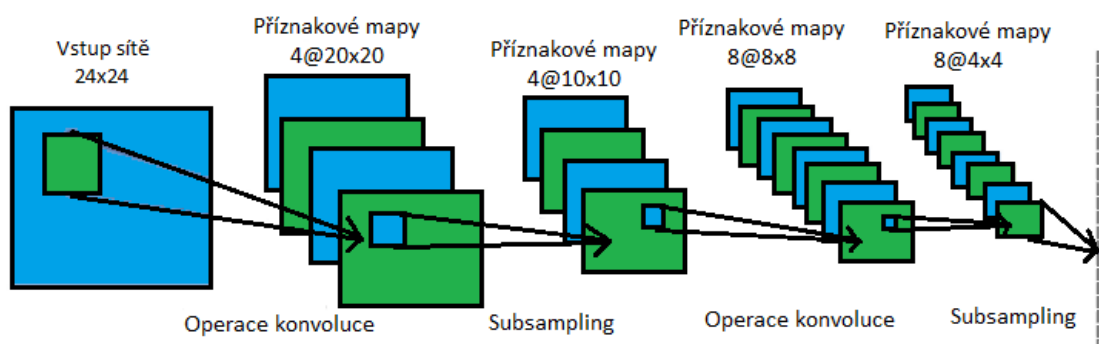 Vstup sítě
24x24
Příznakové mapy
4@20x20
Příznakové mapy
4@10x10
Příznakové mapy
8@8x8
Příznakové mapy
8@4x4
Operace konvoluce
Subsampling
Operace konvoluce
Subsampling